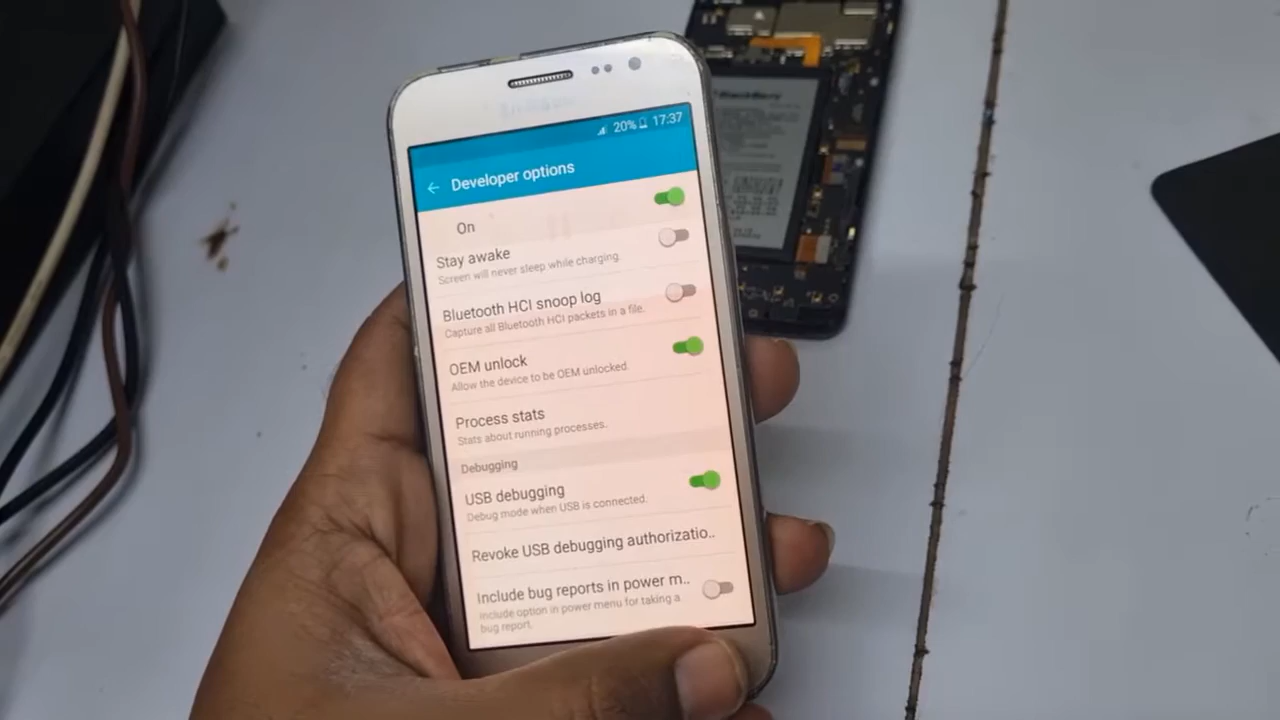 20% 17:37
Developer options
On
Stay awake
Screen will never sleep while charging.
Bluetooth HCI snoop log
Capture all Bluetooth HCI packets in a file.
OEM unlock
Allow the device to be OEM unlocked.
Process stats
Stats about running processes.
Debugging
USB debugging
Debug mode when USB is connected.
Revoke USB debugging authorizatio..
Include bug reports in power m..
Include option in power menu for taking a
bug report.
BlackBerry